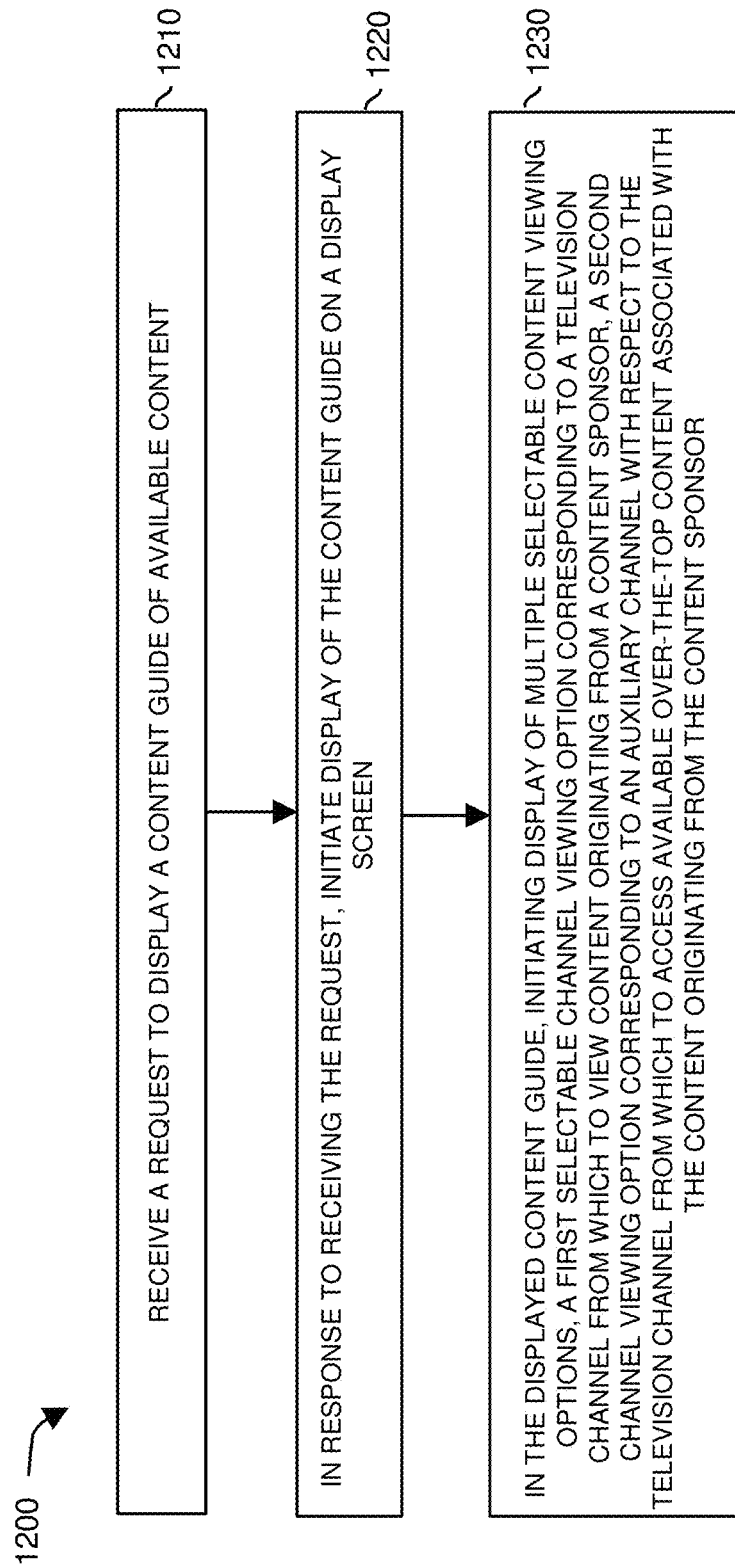 1200
RECEIVE A REQUEST TO DISPLAY A CONTENT GUIDE OF AVAILABLE CONTENT
1210
IN RESPONSE TO RECEIVING THE REQUEST, INITIATE DISPLAY OF THE CONTENT GUIDE ON A DISPLAY
SCREEN
1220
IN THE DISPLAYED CONTENT GUIDE, INITIATING DISPLAY OF MULTIPLE SELECTABLE CONTENT VIEWING
OPTIONS, A FIRST SELECTABLE CHANNEL VIEWING OPTION CORRESPONDING TO A TELEVISION
CHANNEL FROM WHICH TO VIEW CONTENT ORIGINATING FROM A CONTENT SPONSOR, A SECOND
CHANNEL VIEWING OPTION CORRESPONDING TO AN AUXILIARY CHANNEL WITH RESPECT TO THE
TELEVISION CHANNEL FROM WHICH TO ACCESS AVAILABLE OVER-THE-TOP CONTENT ASSOCIATED WITH
THE CONTENT ORIGINATING FROM THE CONTENT SPONSOR
1230